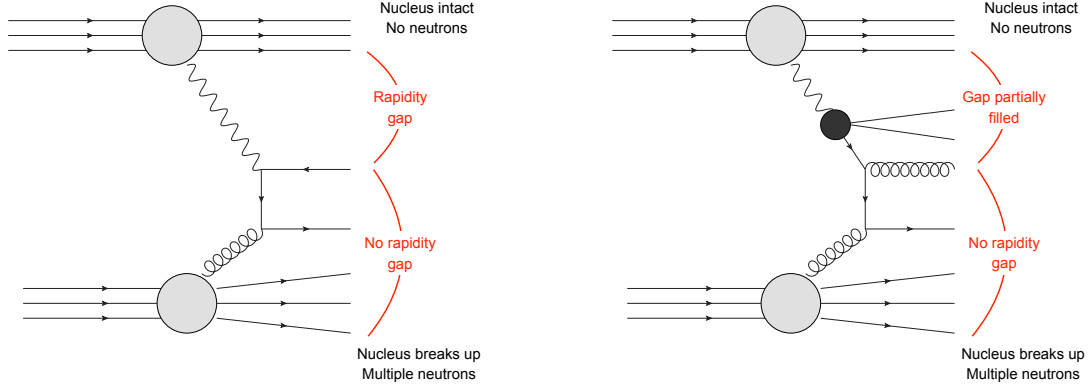 Nucleus intact
No neutrons
Rapidity
gap
No rapidity
gap
Nucleus breaks up
Multiple neutrons
Nucleus intact
No neutrons
Gap partially
filled
No rapidity
gap
Nucleus breaks up
Multiple neutrons